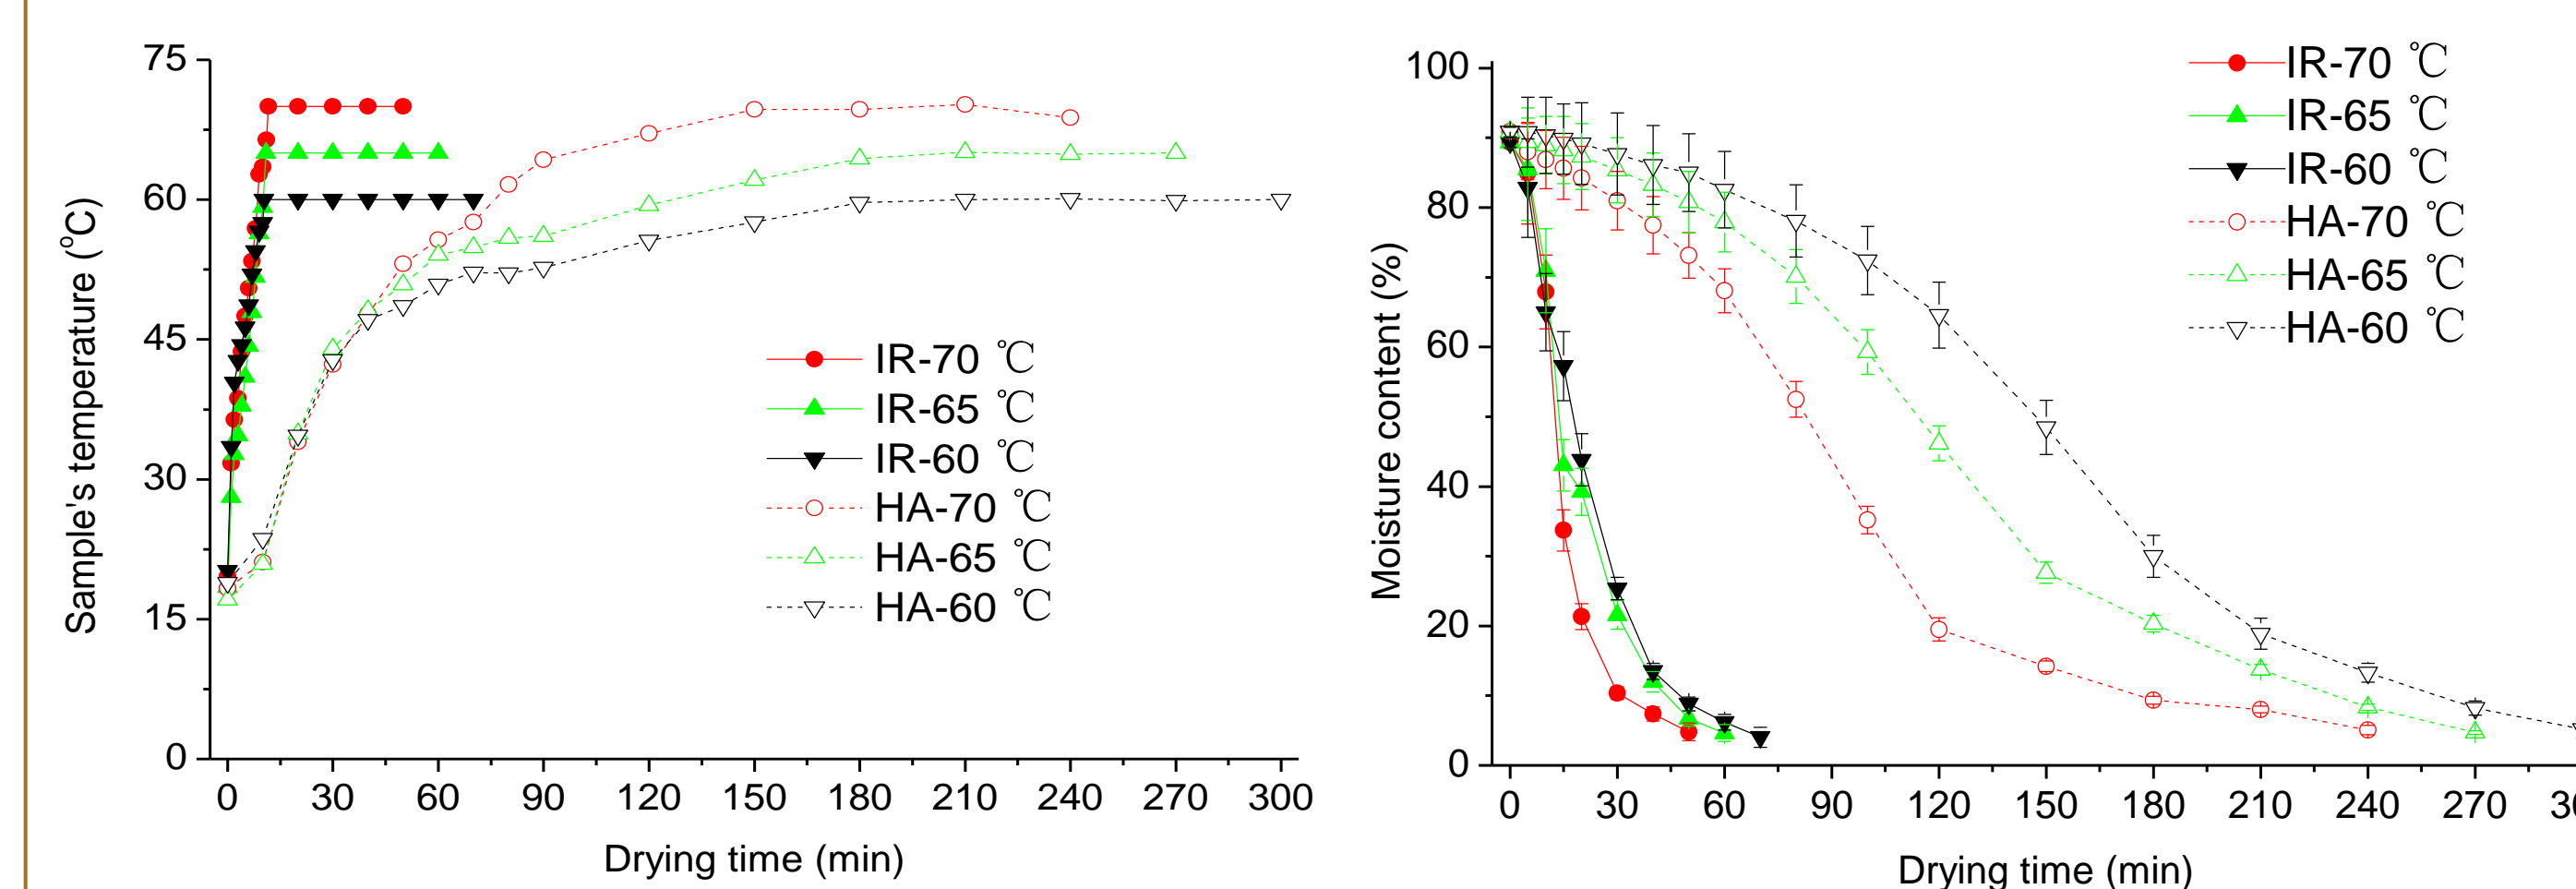 75
60
45
30
15
0
Sample's temperature (°C)
IR-70 ℃
IR-65 ℃
IR-60 ℃
HA-70 ℃
HA-65 ℃
HA-60 ℃
0 30 60 90 120 150 180 210 240 270 300
Drying time (min)
100
80
60
40
20
0
Moisture content (%)
IR-70 ℃
IR-65 ℃
IR-60 ℃
HA-70 ℃
HA-65 ℃
HA-60 ℃
0 30 60 90 120 150 180 210 240 270
Drying time (min)